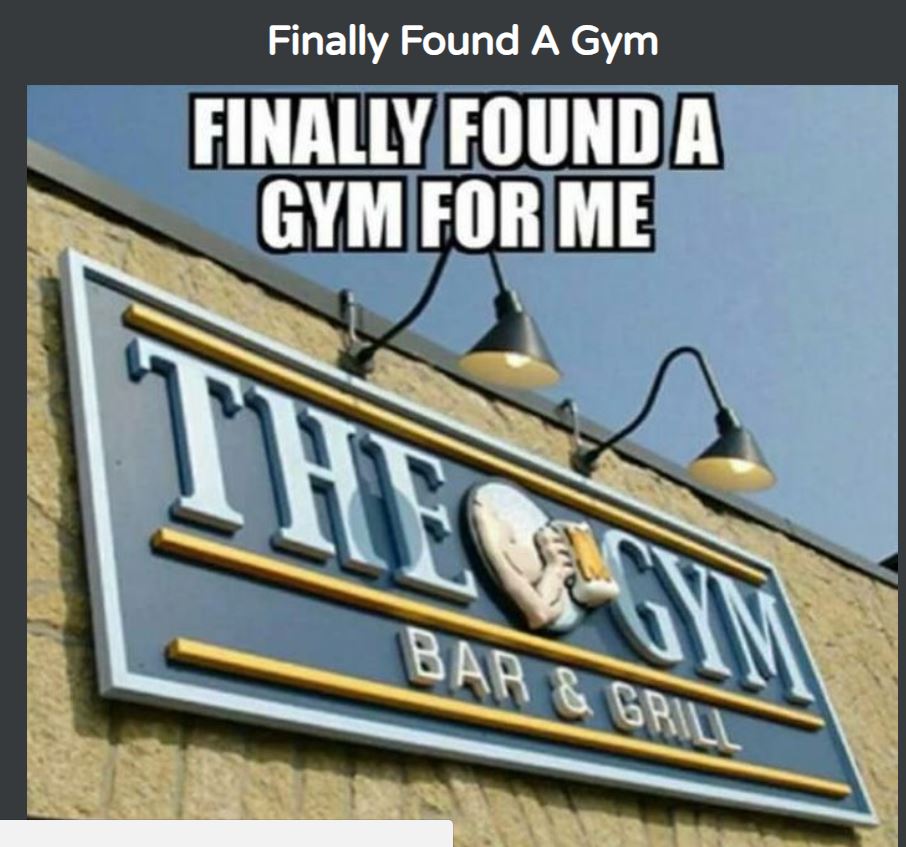 Finally Found A Gym
FINALLY FOUND A
GYM FOR ME
THE GYM
BAR & GRILL